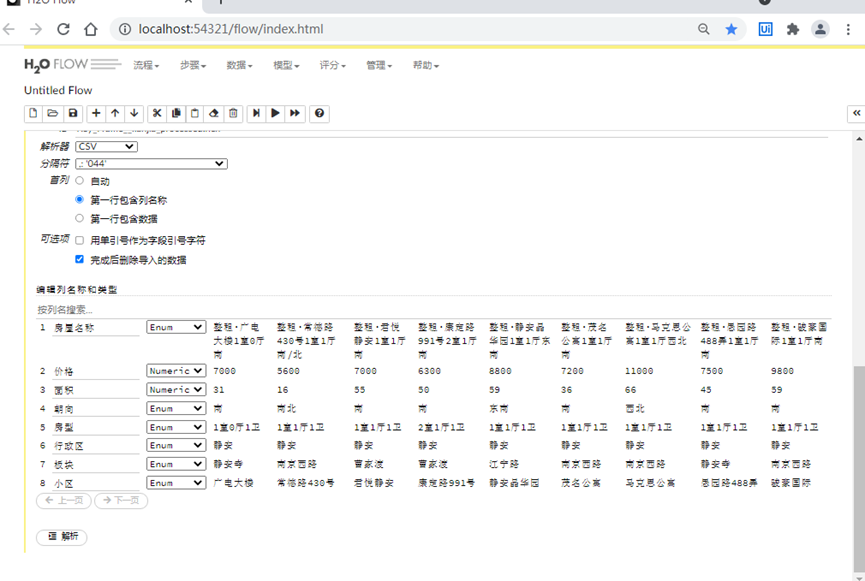 H2O Flow
localhost:54321/flow/index.html
H2O FLOW 流程 步骤 数据 模型 评分 管理 帮助
Untitled Flow
解析器 CSV
分隔符 ,: '044'
首列 自动
第一行包含列名称
第一行包含数据
可选项 用单引号作为字段引号字符
完成后删除导入的数据
编辑列名称和类型
按列名搜索...
1 房屋名称 Enum 整租·广电大楼1室0厅南 整租·常德路430号1室1厅南/北 整租·君悦静安1室1厅南 整租·康定路991号2室1厅南 整租·静安晶华园1室1厅东南 整租·茂名公寓1室1厅南 整租·马克思公寓1室1厅西北 整租·愚园路488弄1室1厅南 整租·骏豪国际1室1厅南
2 价格 Numeric 7000 5600 7000 6300 8800 7200 11000 7500 9800
3 面积 Numeric 31 16 55 50 59 36 66 45 59
4 朝向 Enum 南 南北 南 南 东南 南 西北 南 南
5 房型 Enum 1室0厅1卫 1室1厅1卫 1室1厅1卫 2室1厅1卫 1室1厅1卫 1室1厅1卫 1室1厅1卫 1室1厅1卫 1室1厅1卫
6 行政区 Enum 静安 静安 静安 静安 静安 静安 静安 静安 静安
7 板块 Enum 静安寺 南京西路 曹家渡 曹家渡 江宁路 南京西路 南京西路 静安寺 南京西路
8 小区 Enum 广电大楼 常德路430号 君悦静安 康定路991号 静安晶华园 茂名公寓 马克思公寓 愚园路488弄 骏豪国际
上一页 下一页
解析